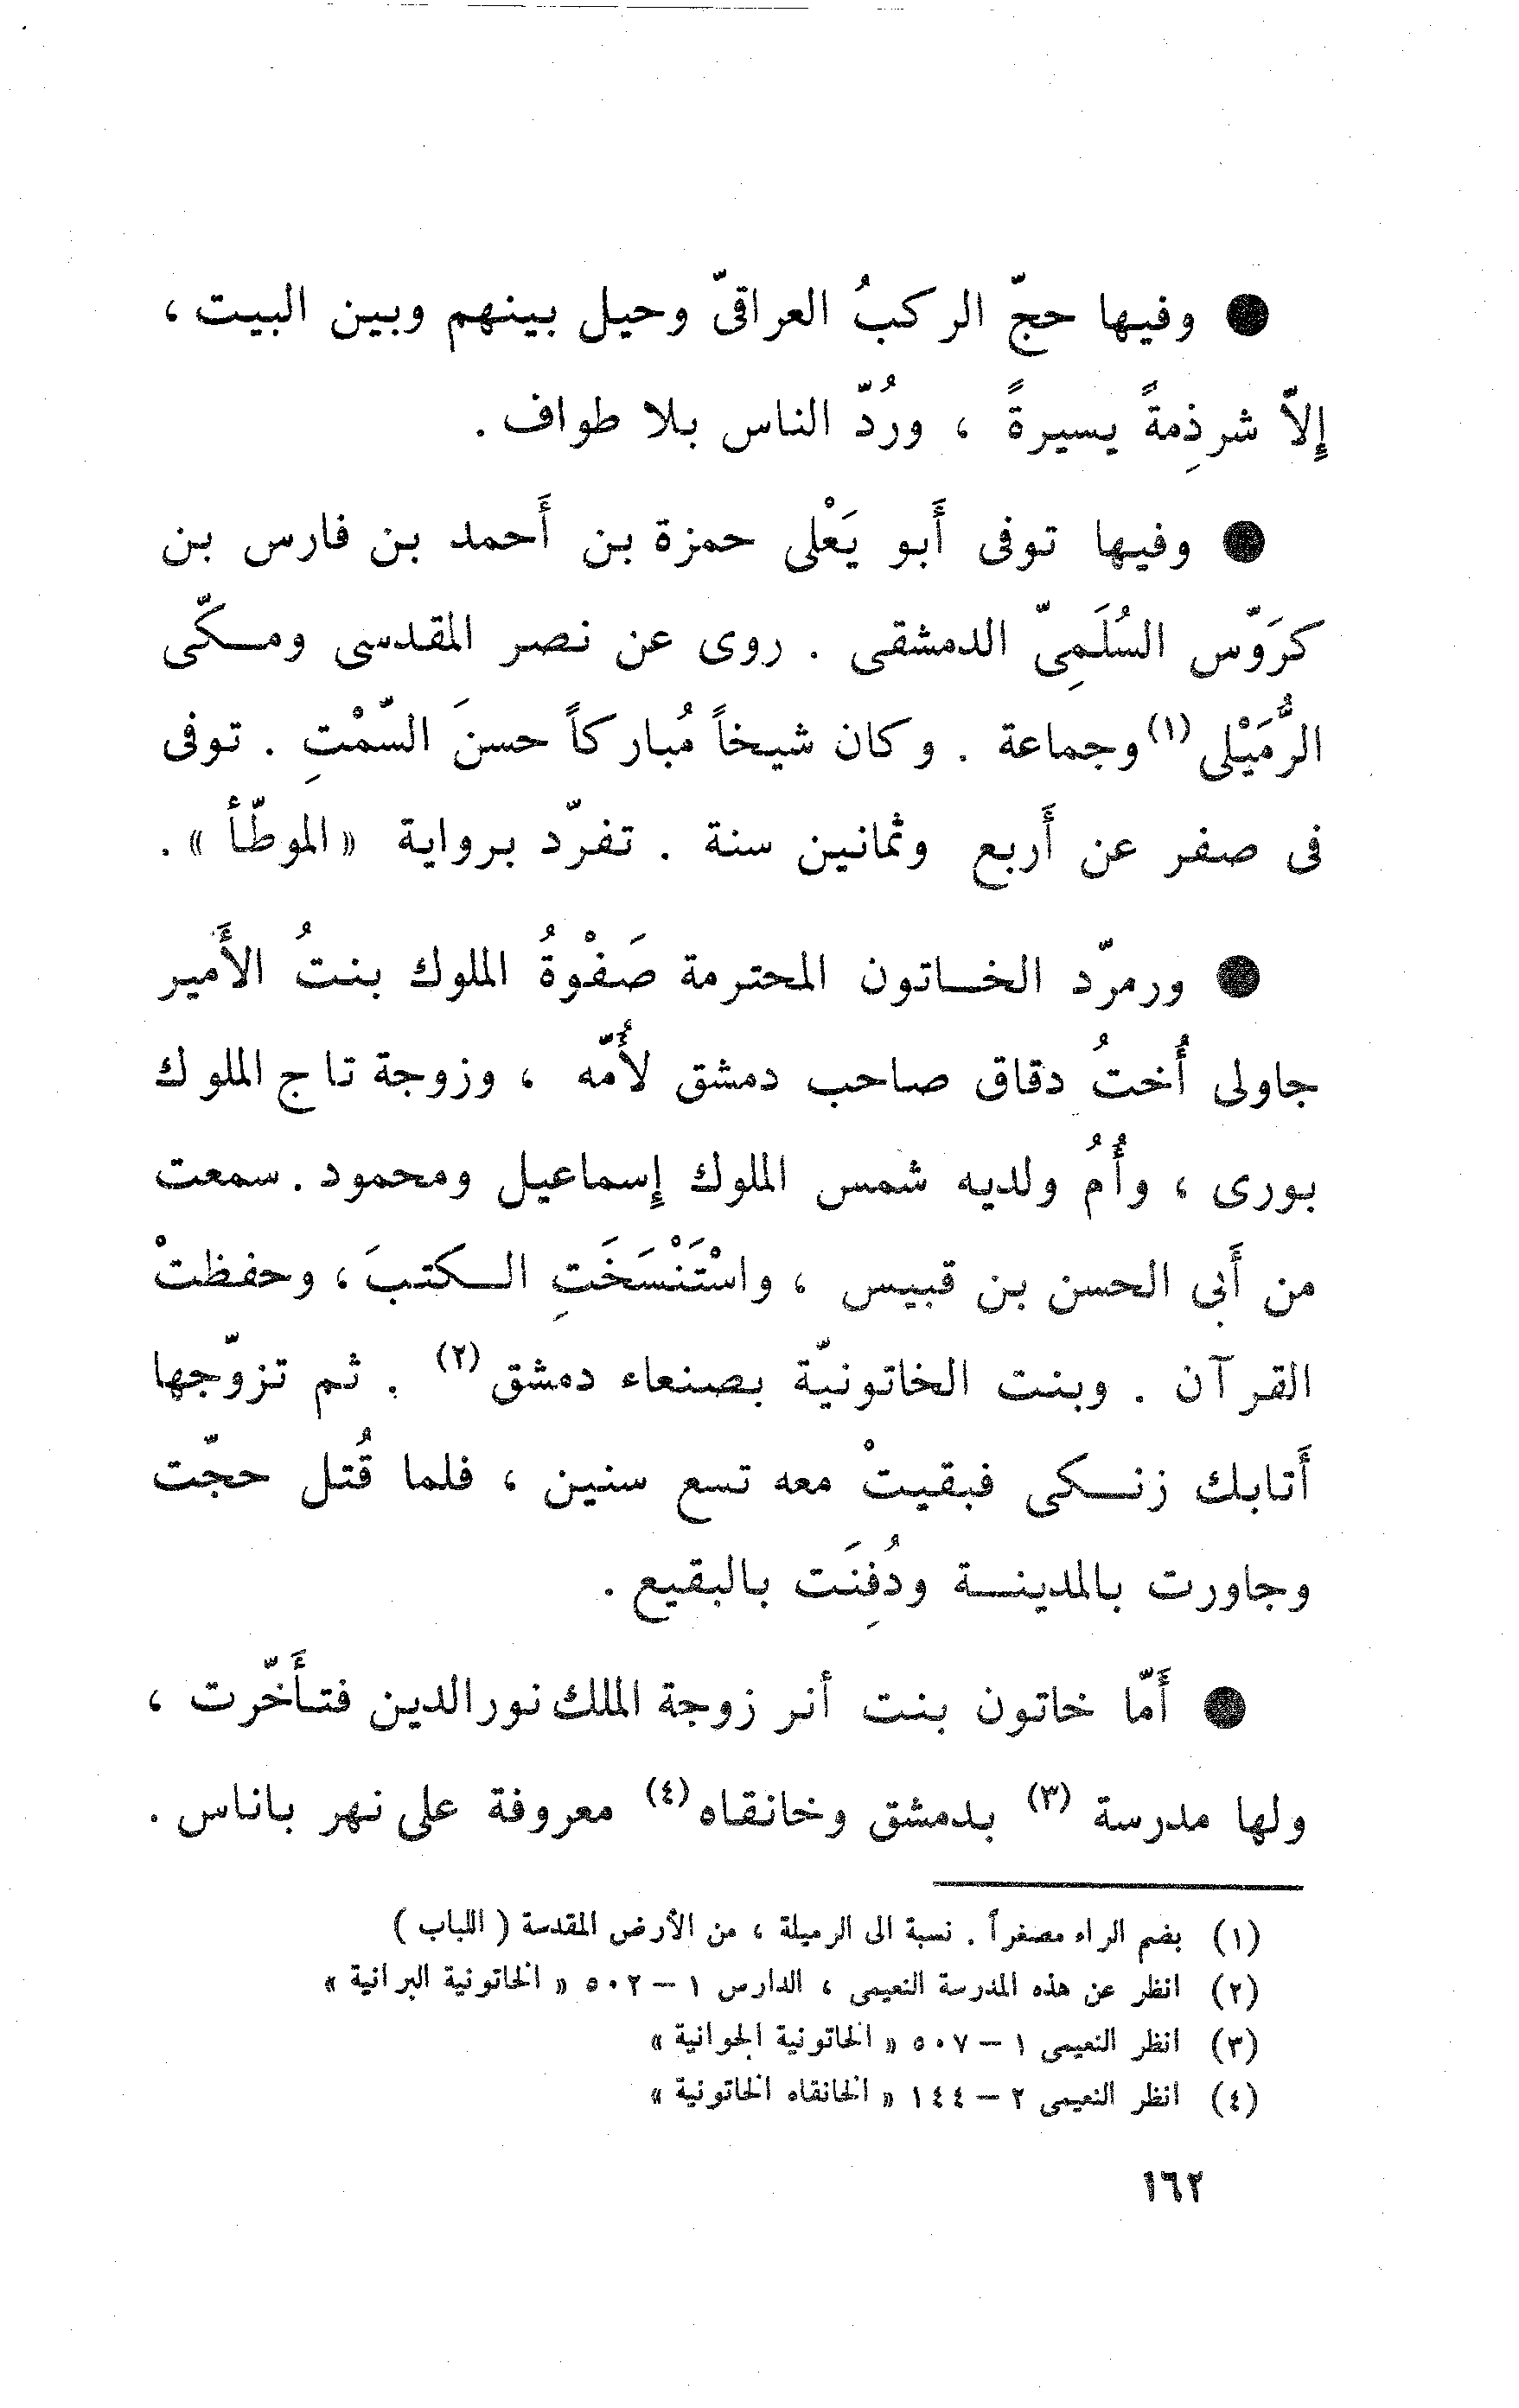 ● وفيها حجّ الركبُ العراقىّ وحيل بينهم وبين البيت ،
إِلاّ شرذِمةً يسيرةً ، ورُدّ الناس بلا طواف .
● وفيها توفى أَبو يَعْلى حمزة بن أَحمد بن فارس بن
كرَوّس السُلَمِىّ الدمشقى . روى عن نصر المقدسى ومكّى
الرُّمَيْلى (١) وجماعة . وكان شيخاً مُباركاً حسنَ السّمْتِ . توفى
فى صفر عن أَربع وثمانين سنة . تفرّد برواية « الموطّأ » .
● ورمرّد الخاتون المحترمة صَفْوةُ الملوك بنتُ الأَمير
جاولى أُختُ دقاق صاحب دمشق لأُمّه ، وزوجة تاج الملوك
بورى ، وأُمُ ولديه شمس الملوك إِسماعيل ومحمود . سمعت
من أَبى الحسن بن قبيس ، واسْتَنْسَخَتِ الكتبَ ، وحفظتْ
القرآن . وبنت الخاتونيّة بصنعاء دمشق (٢) . ثم تزوّجها
أَتابك زنكى فبقيتْ معه تسع سنين ، فلما قُتل حجّت
وجاورت بالمدينة ودُفِنَت بالبقيع .
● أَمّا خاتون بنت أنر زوجة الملك نور الدين فتأَخّرت ،
ولها مدرسة (٣) بدمشق وخانقاه (٤) معروفة على نهر باناس .
(١) بضم الراء مصغراً . نسبة الى الرميلة ، من الأرض المقدسة ( اللباب )
(٢) انظر عن هذه المدرسة النعيمى ، الدارس ١ – ٥٠٢ « الخاتونية البرانية »
(٣) انظر النعيمى ١ – ٥٠٧ « الخاتونية الجوانية »
(٤) انظر النعيمى ٢ – ١٤٤ « الخانقاه الخاتونية »
١٦٢